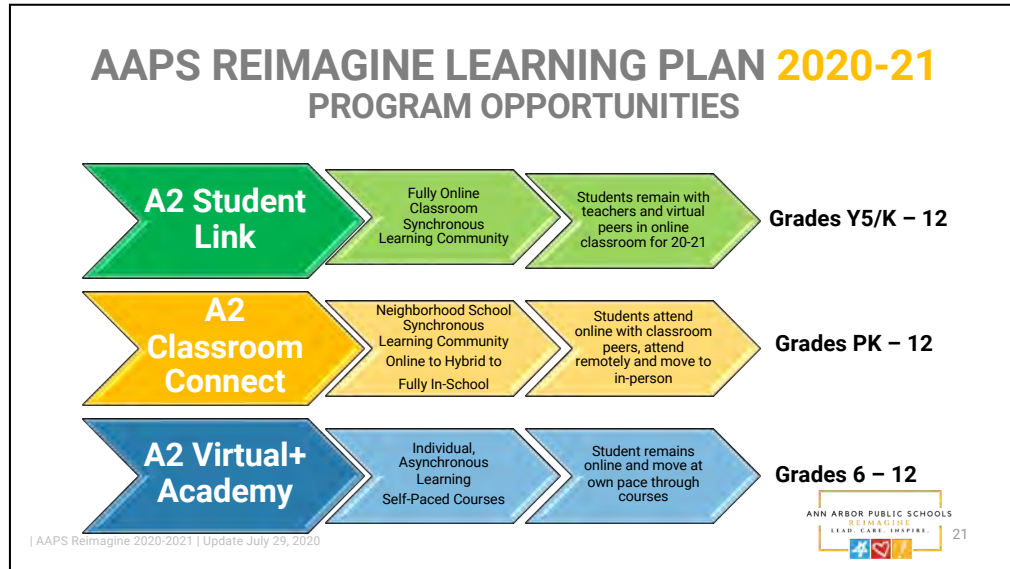 AAPS REIMAGINE LEARNING PLAN 2020-21
PROGRAM OPPORTUNITIES
A2 Student
Link
Fully Online
Classroom
Synchronous
Learning Community
Students remain with
teachers and virtual
peers in online
classroom for 20-21
Grades Y5/K – 12
A2
Classroom
Connect
Neighborhood School
Synchronous
Learning Community
Online to Hybrid to
Fully In-School
Students attend
online with classroom
peers, attend
remotely and move to
in-person
Grades PK – 12
A2 Virtual+
Academy
Individual,
Asynchronous
Learning
Self-Paced Courses
Student remains
online and move at
own pace through
courses
Grades 6 – 12
ANN ARBOR PUBLIC SCHOOLS
REIMAGINE
LEAD. CARE. INSPIRE.
| AAPS Reimagine 2020-2021 | Update July 29, 2020
21